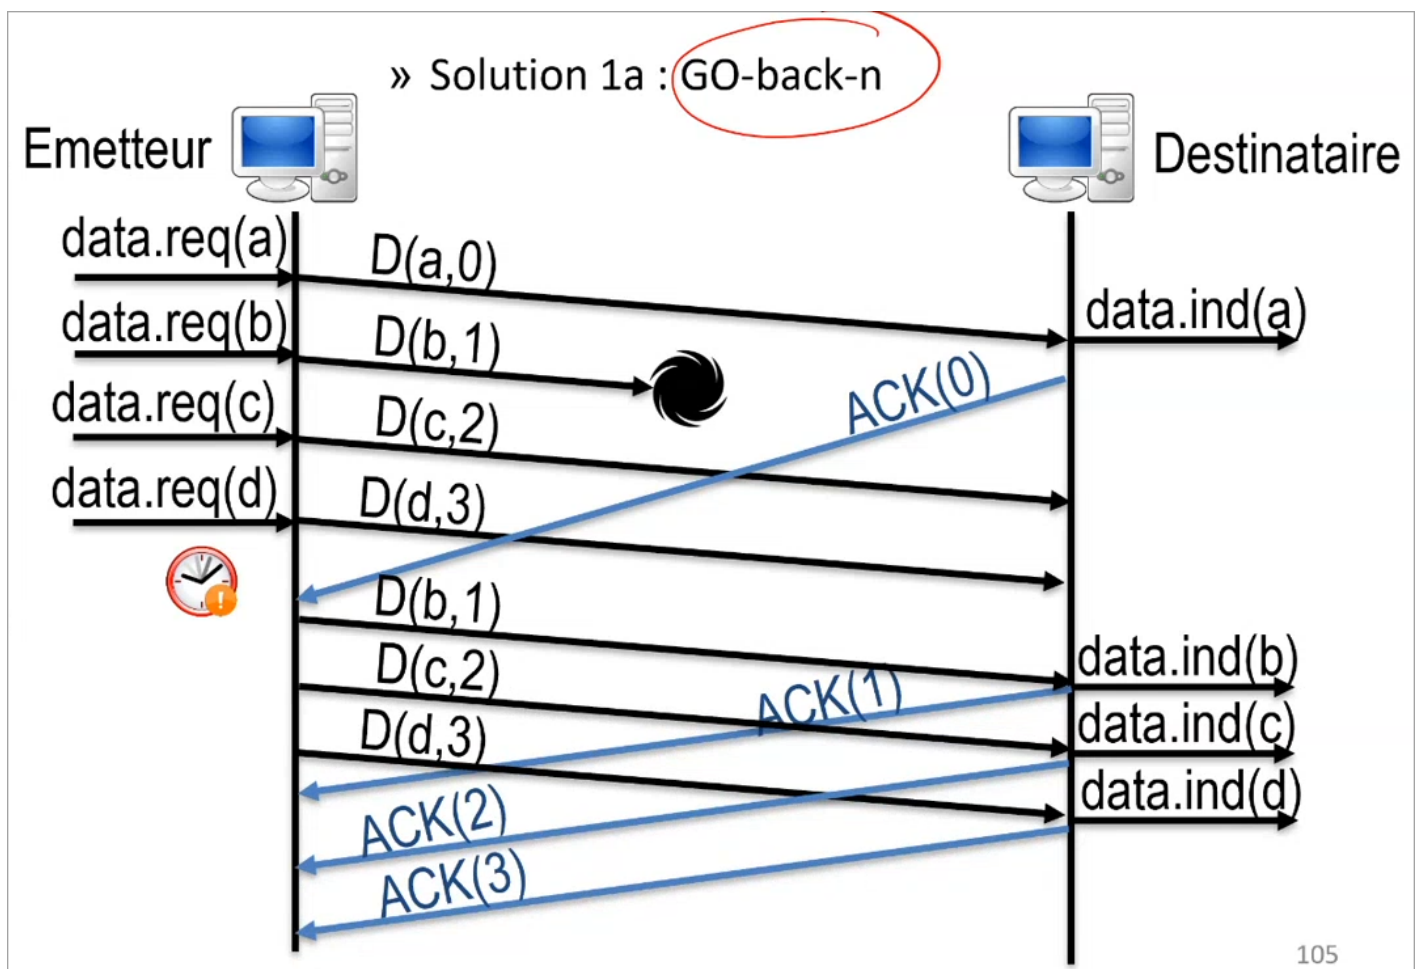 » Solution 1a : GO-back-n
Emetteur
Destinataire
data.req(a)
D(a,0)
data.ind(a)
data.req(b)
D(b,1)
ACK(0)
data.req(c)
D(c,2)
data.req(d)
D(d,3)
!
D(b,1)
data.ind(b)
D(c,2)
ACK(1)
data.ind(c)
D(d,3)
data.ind(d)
ACK(2)
ACK(3)
105